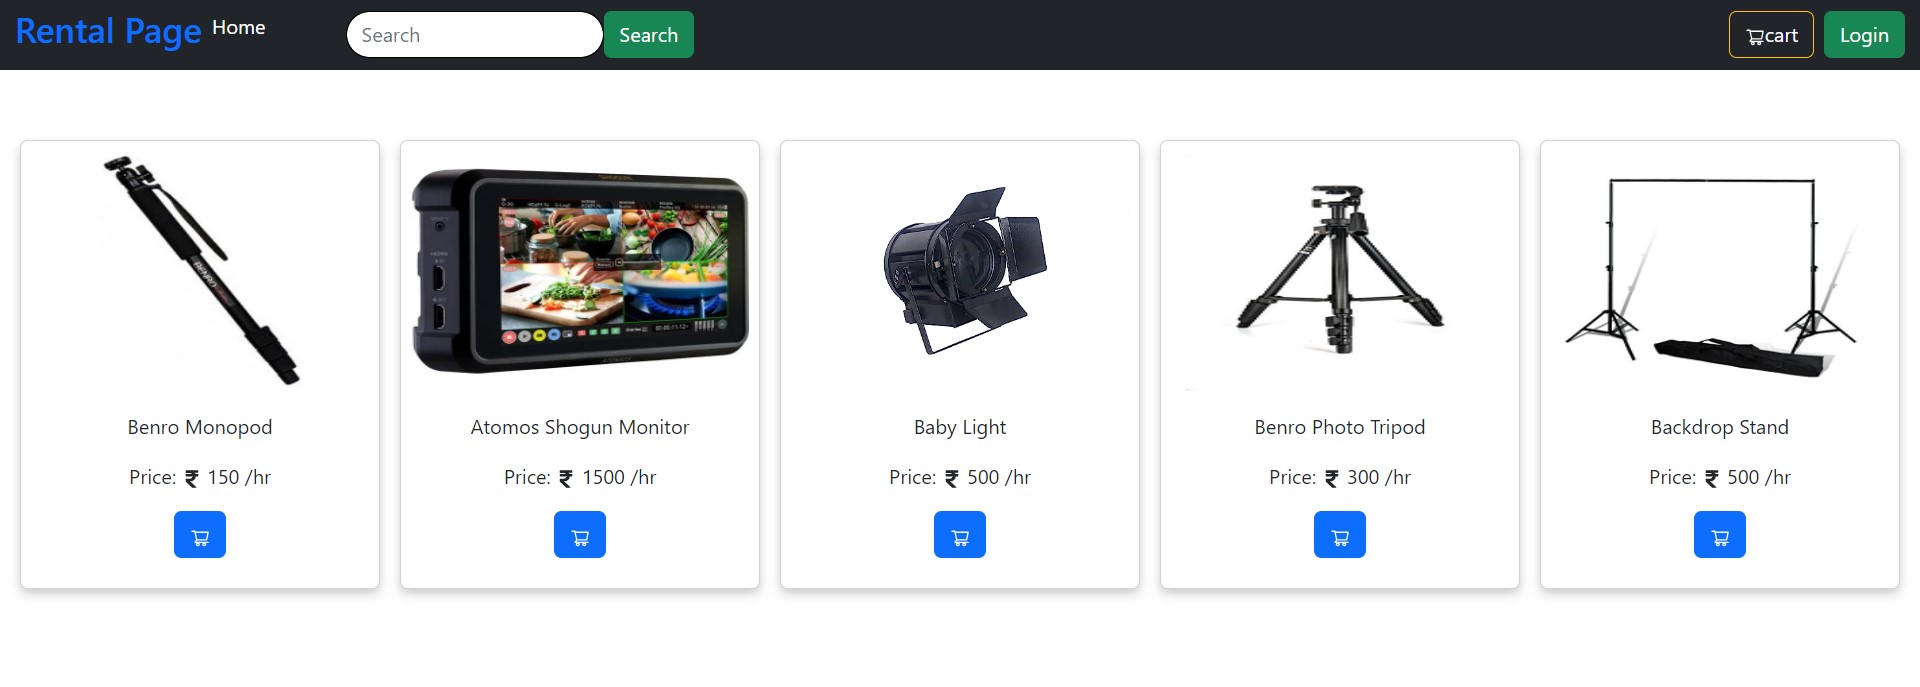 Rental Page Home Search Search cart Login
BENRO
Benro Monopod
Price: ₹ 150 /hr
Atomos Shogun Monitor
Price: ₹ 1500 /hr
Baby Light
Price: ₹ 500 /hr
Benro Photo Tripod
Price: ₹ 300 /hr
Backdrop Stand
Price: ₹ 500 /hr